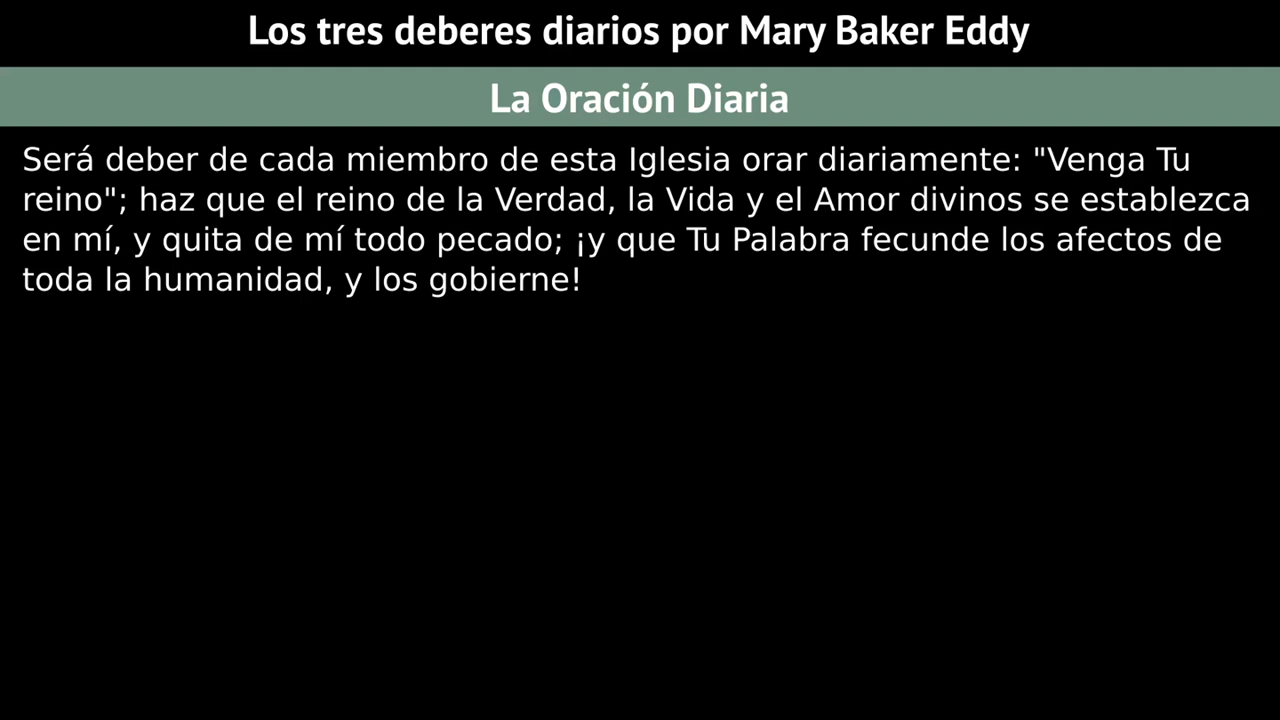 Los tres deberes diarios por Mary Baker Eddy
La Oración Diaria
Será deber de cada miembro de esta Iglesia orar diariamente: "Venga Tu
reino"; haz que el reino de la Verdad, la Vida y el Amor divinos se establezca
en mí, y quita de mí todo pecado; ¡y que Tu Palabra fecunde los afectos de
toda la humanidad, y los gobierne!